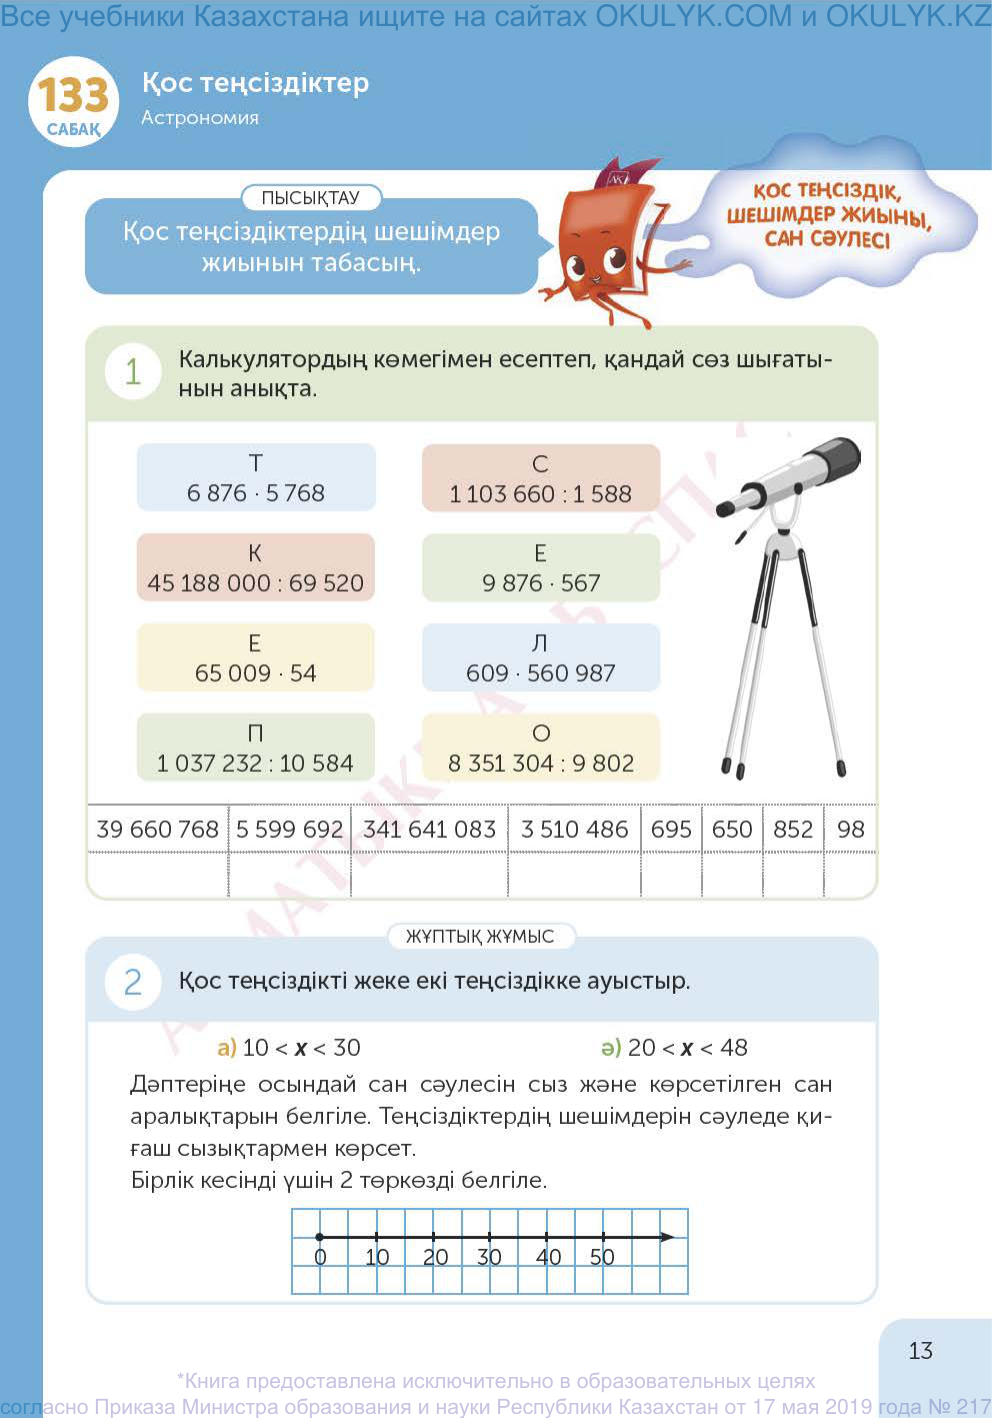 Все учебники Казахстана ищите на сайтах OKULYK.COM и OKULYK.KZ
133
САБАҚ
Қос теңсіздіктер
Астрономия
ПЫСЫҚТАУ
Қос теңсіздіктердің шешімдер
жиынын табасың.
ҚОС ТЕҢСІЗДІК,
ШЕШІМДЕР ЖИЫНЫ,
САН СӘУЛЕСІ
1
Калькулятордың көмегімен есептеп, қандай сөз шығаты-
нын анықта.
Т
6 876 · 5 768
С
1 103 660 : 1 588
К
45 188 000 : 69 520
Е
9 876 · 567
Е
65 009 · 54
Л
609 · 560 987
П
1 037 232 : 10 584
О
8 351 304 : 9 802
39 660 768 5 599 692 341 641 083 3 510 486 695 650 852 98
ЖҰПТЫҚ ЖҰМЫС
2
Қос теңсіздікті жеке екі теңсіздікке ауыстыр.
а) 10 < x < 30 ә) 20 < x < 48
Дәптеріңе осындай сан сәулесін сыз және көрсетілген сан
аралықтарын белгіле. Теңсіздіктердің шешімдерін сәуледе қи-
ғаш сызықтармен көрсет.
Бірлік кесінді үшін 2 төркөзді белгіле.
0 10 20 30 40 50
13
*Книга предоставлена исключительно в образовательных целях
согласно Приказа Министра образования и науки Республики Казахстан от 17 мая 2019 года № 217